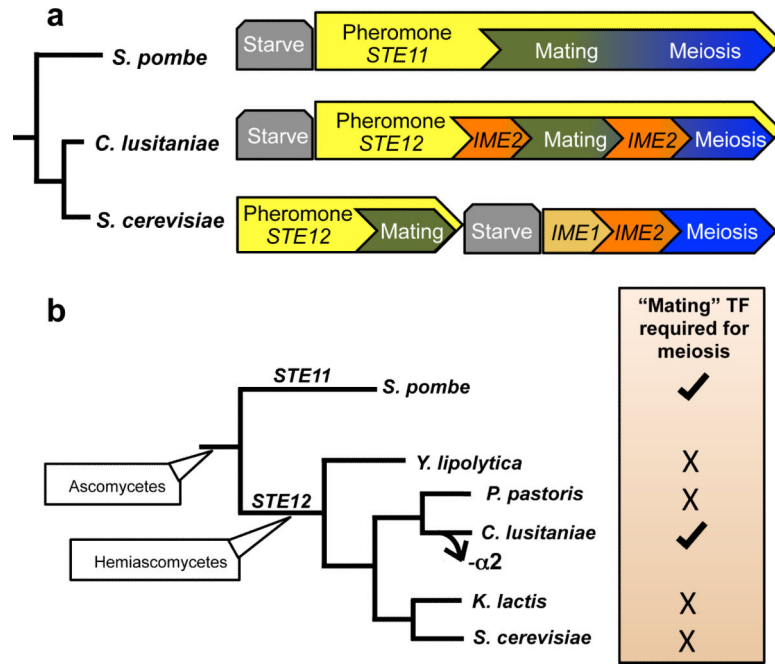 a
S. pombe
Starve
Pheromone
STE11
Mating
Meiosis
C. lusitaniae
Starve
Pheromone
STE12
IME2
Mating
IME2
Meiosis
S. cerevisiae
Pheromone
STE12
Mating
Starve
IME1
IME2
Meiosis
b
“Mating” TF
required for
meiosis
STE11
S. pombe
✓
Ascomycetes
STE12
Hemiascomycetes
Y. lipolytica
X
P. pastoris
X
C. lusitaniae
✓
-α2
K. lactis
X
S. cerevisiae
X